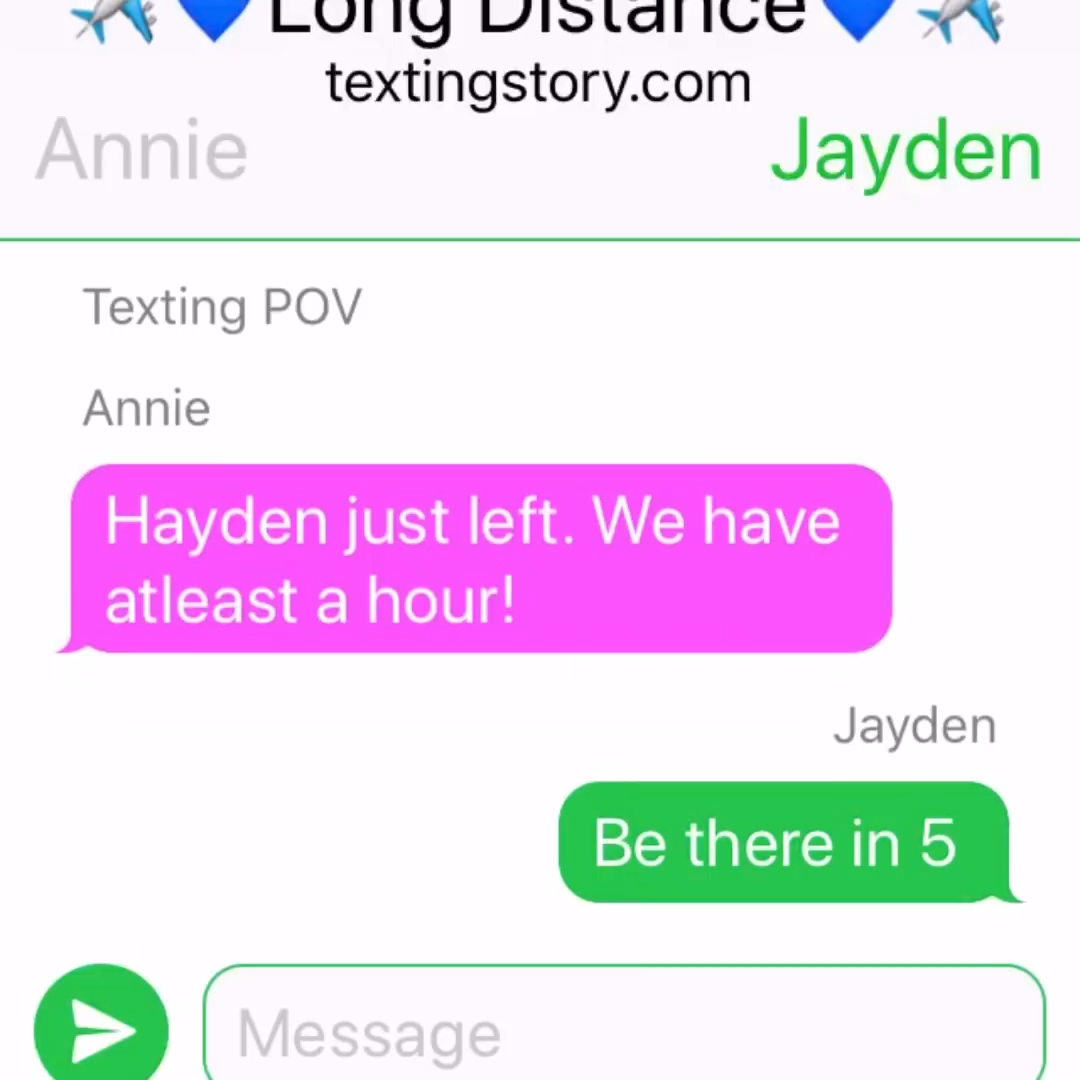 Long Distance
textingstory.com
Annie Jayden
Texting POV
Annie
Hayden just left. We have
atleast a hour!
Jayden
Be there in 5
Message